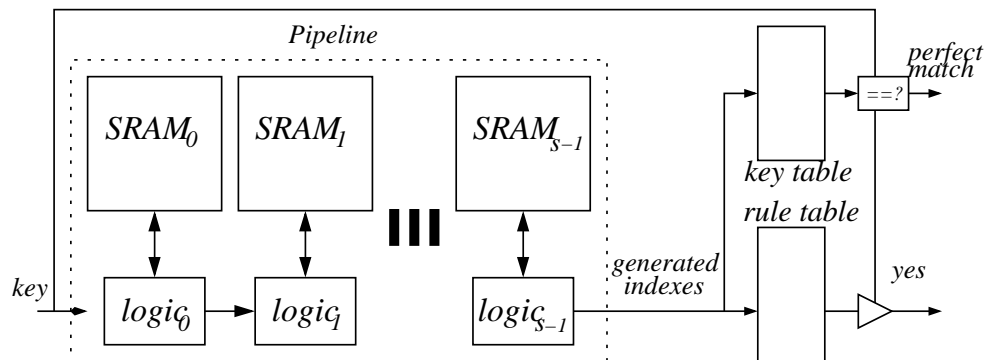 Pipeline
perfect
match
SRAM0
SRAM1
SRAMs-1
==?
key table
rule table
generated
indexes
yes
key
logic0
logic1
logics-1